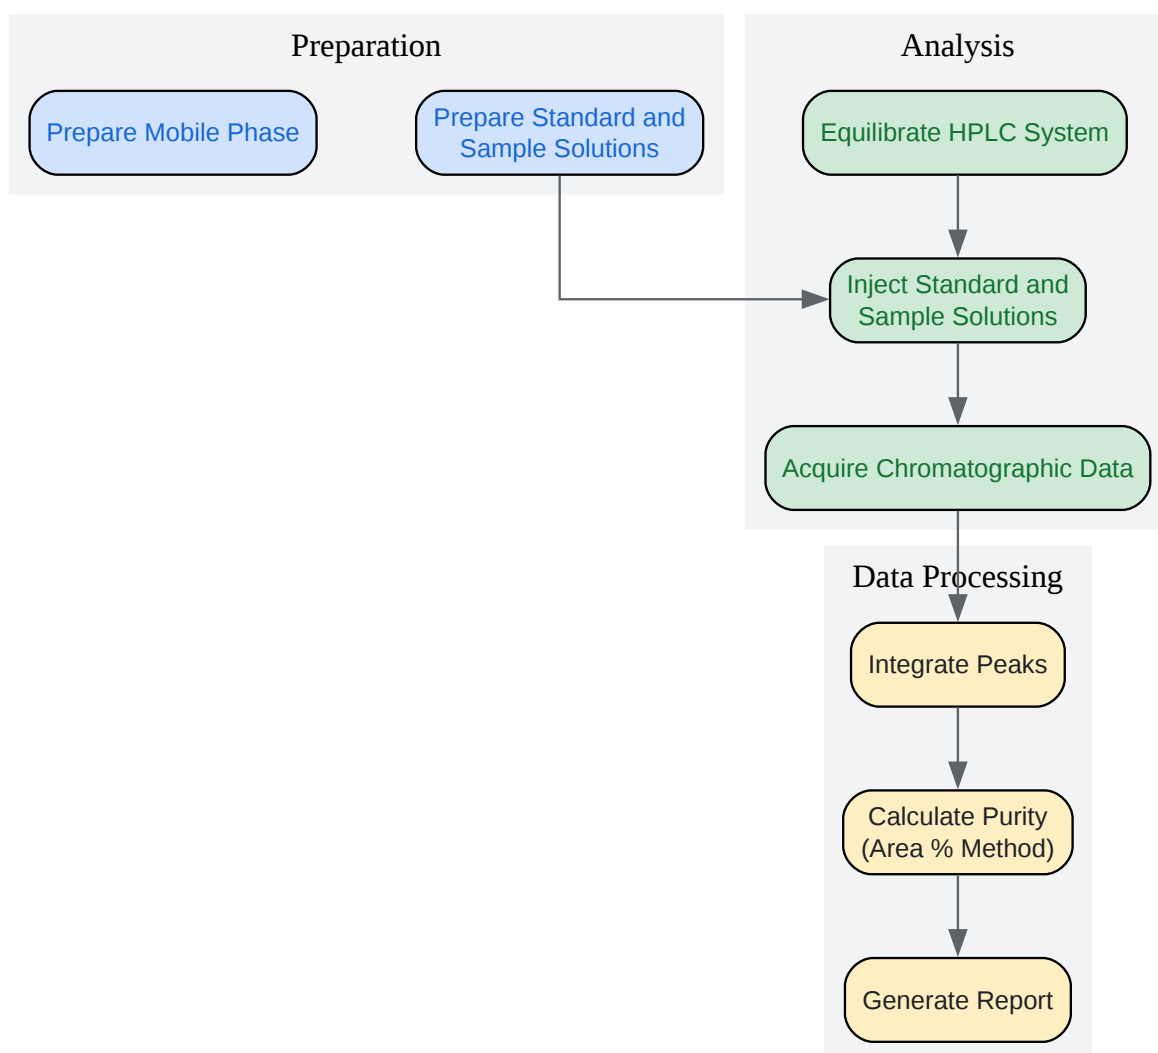 Preparation
Prepare Mobile Phase
Prepare Standard and
Sample Solutions
Analysis
Equilibrate HPLC System
Inject Standard and
Sample Solutions
Acquire Chromatographic Data
Data Processing
Integrate Peaks
Calculate Purity
(Area % Method)
Generate Report